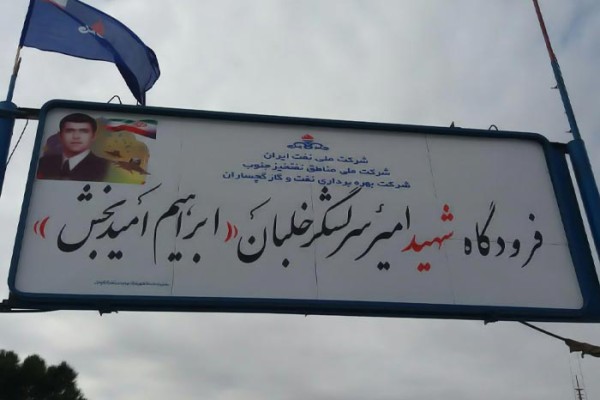 شرکت ملی نفت ایران
شرکت ملی مناطق نفتخیز جنوب
شرکت بهره برداری نفت و گاز گچساران
فرودگاه شهید امیر سرلشگر خلبان «ابراهیم امیدبخش»